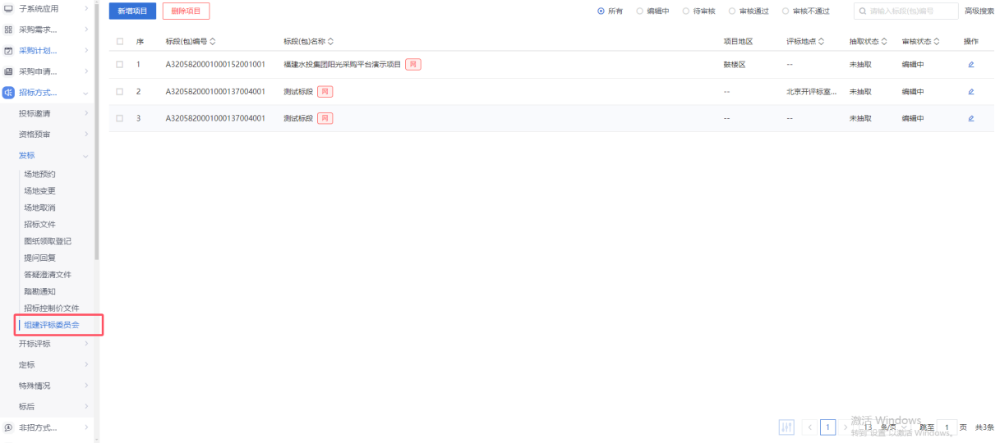 子系统应用
采购需求...
采购计划...
采购申请...
招标方式...
投标邀请
资格预审
发标
场地预约
场地变更
场地取消
招标文件
图纸领取登记
提问回复
答疑澄清文件
踏勘通知
招标控制价文件
组建评标委员会
开标评标
定标
特殊情况
标后
非招方式...
新增项目 删除项目 所有 编辑中 待审核 审核通过 审核不通过 请输入标段(包)编号 高级搜索
序 标段(包)编号 标段(包)名称 项目地区 评标地点 抽取状态 审核状态 操作
1 A3205820001000152001001 福建水投集团阳光采购平台演示项目 网 鼓楼区 -- 未抽取 编辑中
2 A3205820001000137004001 测试标段 网 -- 北京开评标室... 未抽取 编辑中
3 A3205820001000137004001 测试标段 网 -- -- 未抽取 编辑中
激活 Windows
转到"设置"以激活 Windows。
1 13 条/页 跳至 1 页 共3条